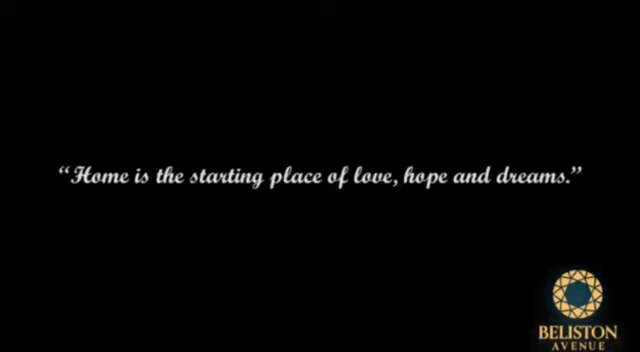 “Home is the starting place of love, hope and dreams.”
BELISTON
AVENUE